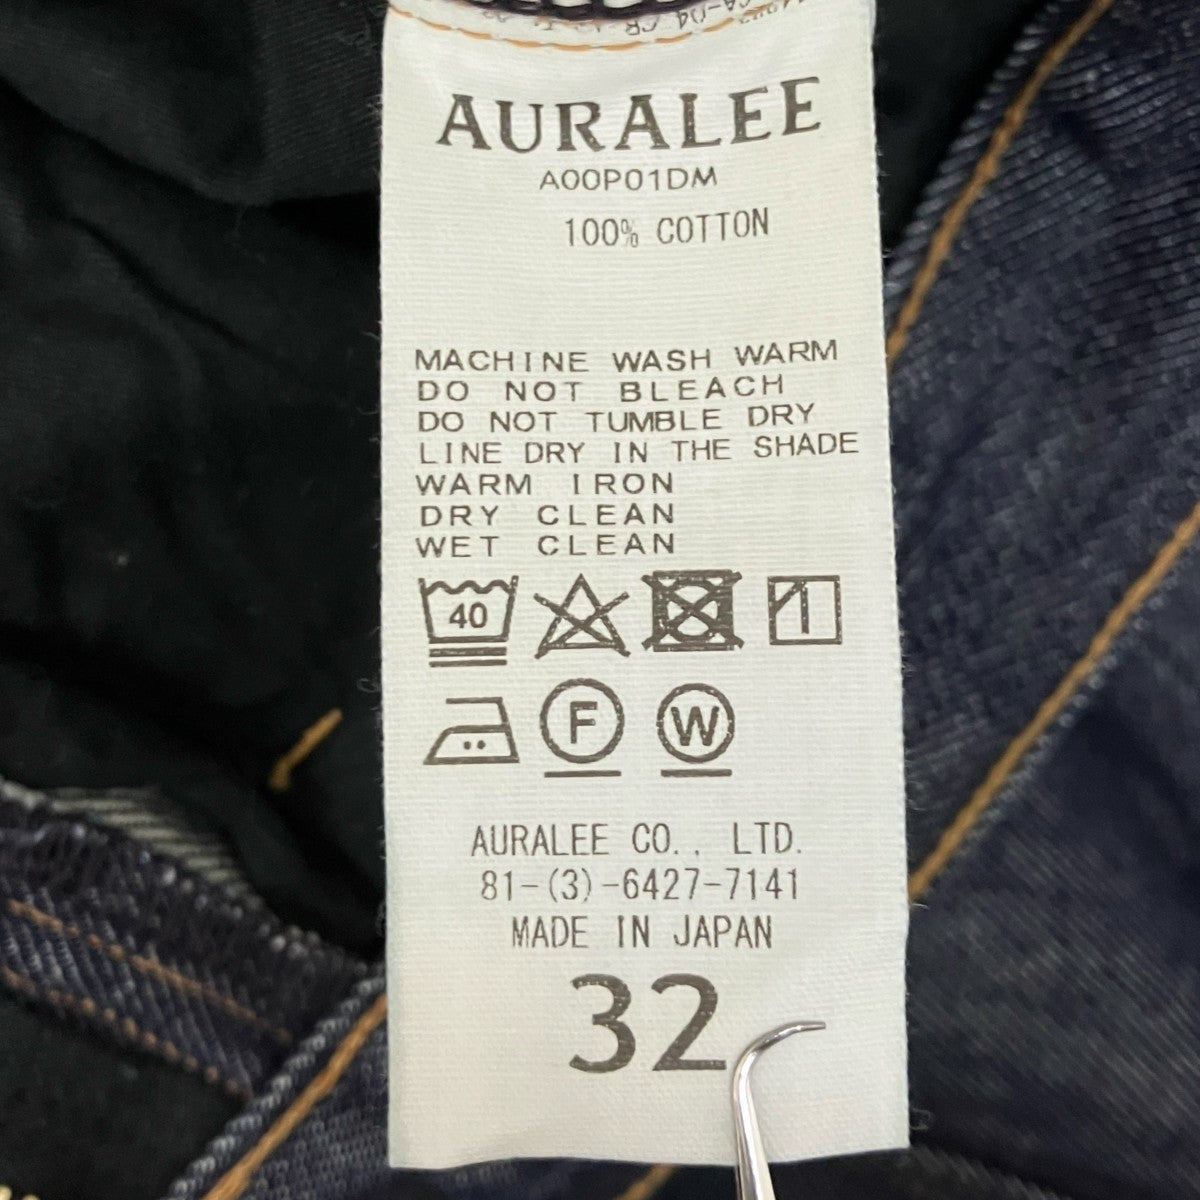 AURALEE
A00P01DM
100% COTTON
MACHINE WASH WARM
DO NOT BLEACH
DO NOT TUMBLE DRY
LINE DRY IN THE SHADE
WARM IRON
DRY CLEAN
WET CLEAN
40
F W
AURALEE CO., LTD.
81-(3)-6427-7141
MADE IN JAPAN
32